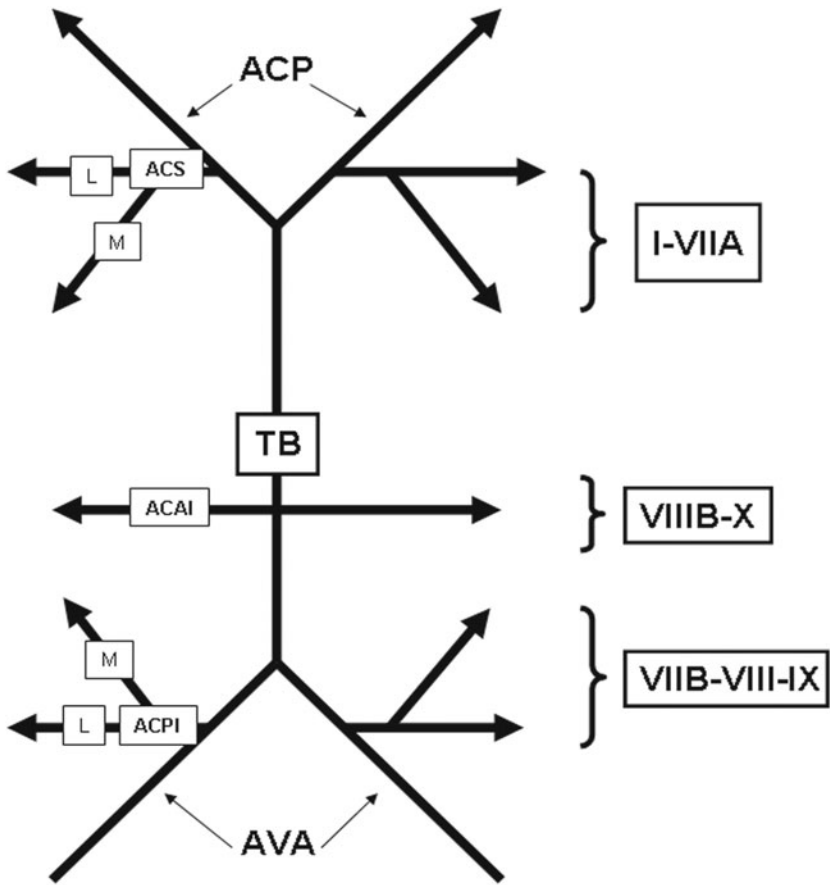 ACP
ACS
L
M
I-VIIA
TB
ACAI
VIIIB-X
M
L
ACPI
VIIB-VIII-IX
AVA